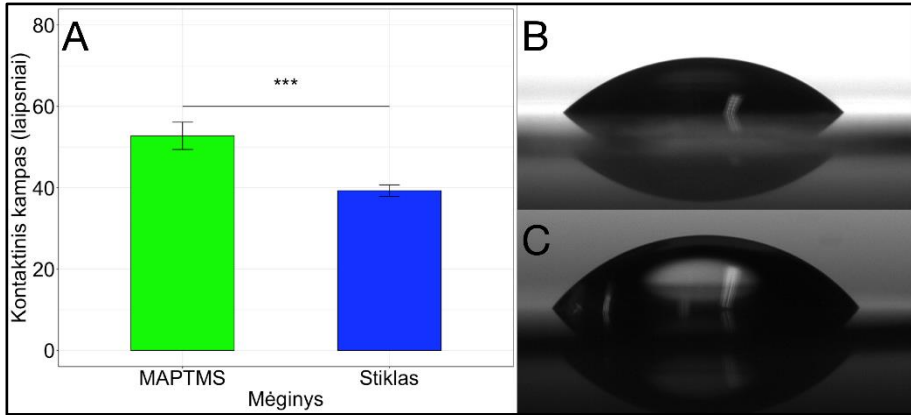 A
Kontaktinis kampas (laipsniai)
80
60
40
20
0
***
MAPTMS
Stiklas
Mėginys
B
C